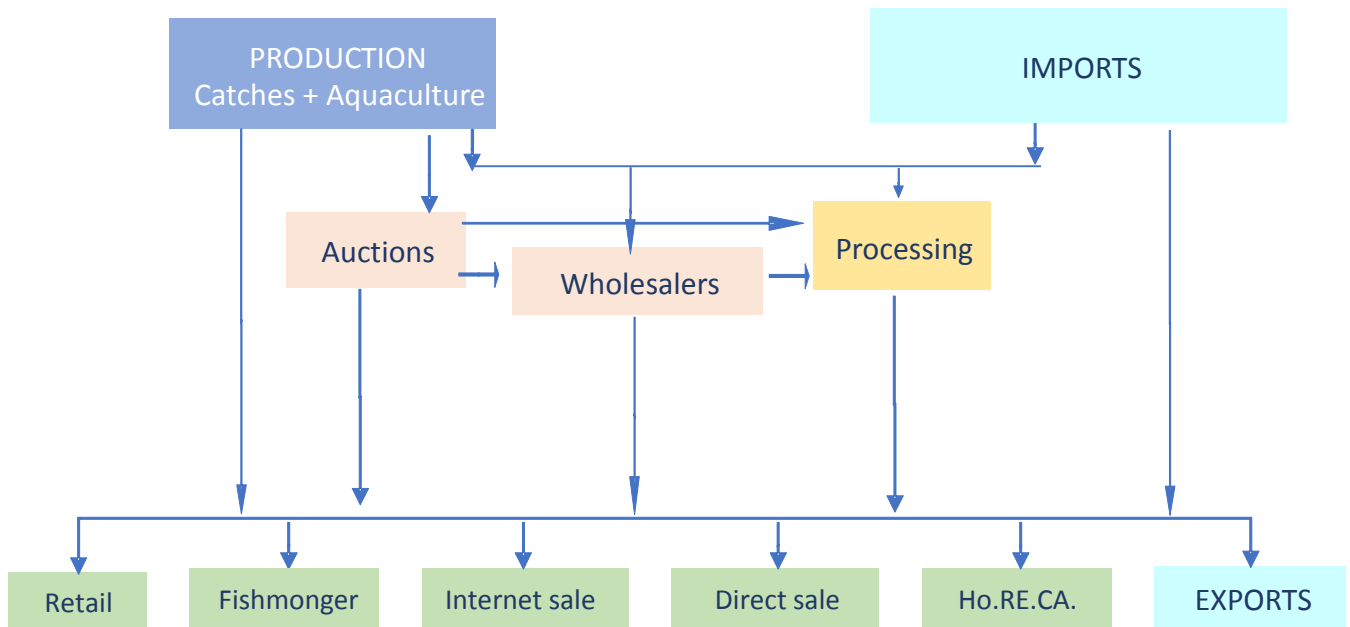 PRODUCTION
Catches + Aquaculture
IMPORTS
Auctions
Wholesalers
Processing
Retail
Fishmonger
Internet sale
Direct sale
Ho.RE.CA.
EXPORTS